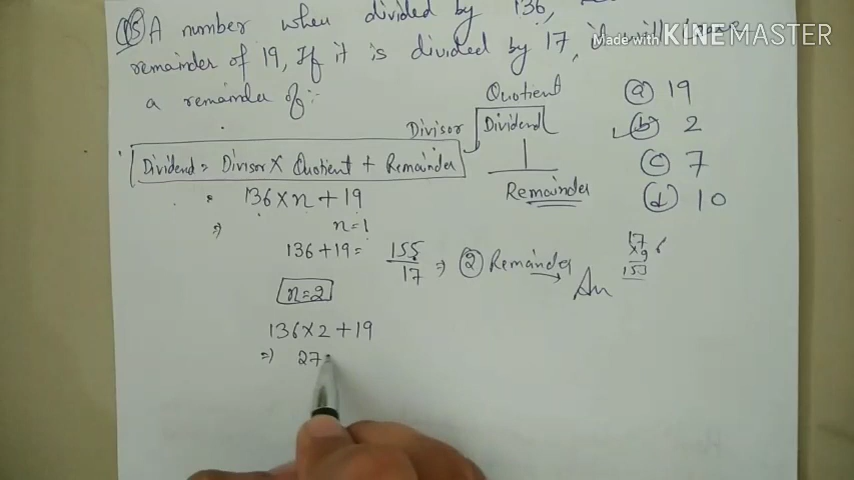 Q5 A number when divided by 136,
remainder of 19, If it is divided by 17, it will leave
a remainder of:-
Made with KINEMASTER
Quotient
Divisor Dividend
Remainder
(a) 19
(b) 2
(c) 7
(d) 10
Dividend = Divisor × Quotient + Remainder
136 × n + 19
⇒ n=1
136+19 = 155/17 ⇒ (2) Remainder
Ans
17
×9
153
n=2
136×2+19
⇒ 27